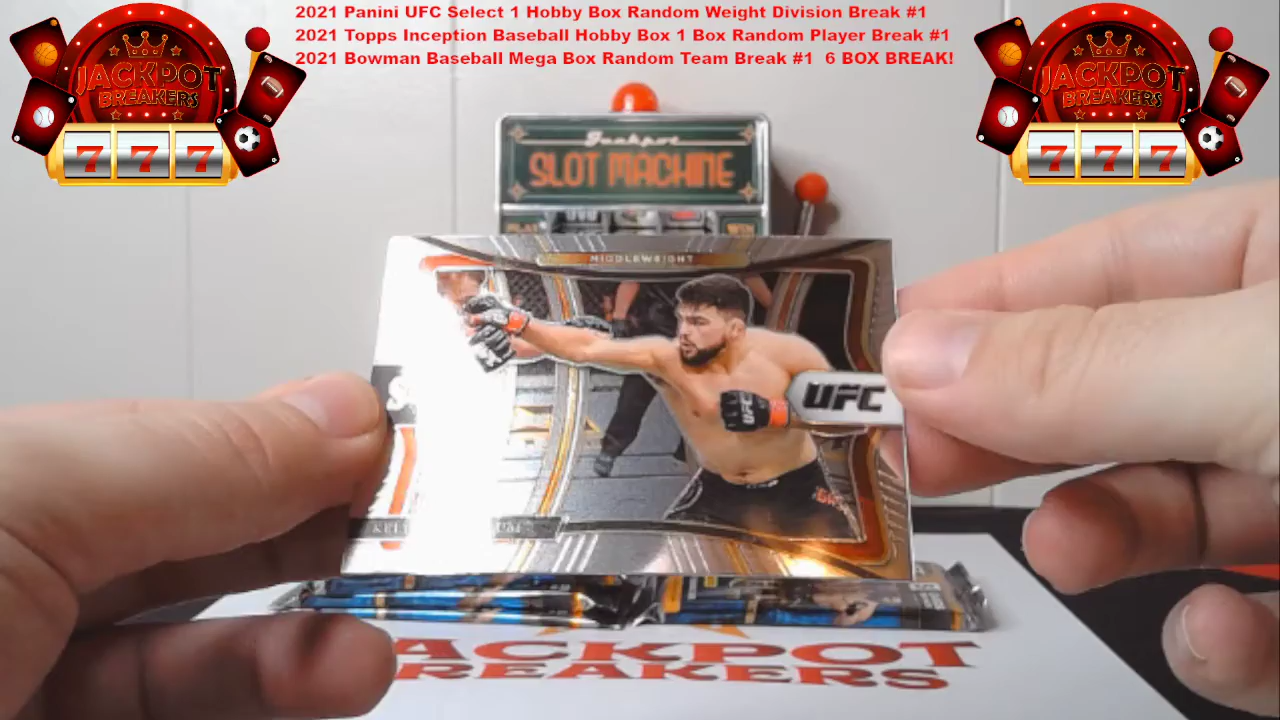 2021 Panini UFC Select 1 Hobby Box Random Weight Division Break #1
2021 Topps Inception Baseball Hobby Box 1 Box Random Player Break #1
2021 Bowman Baseball Mega Box Random Team Break #1 6 BOX BREAK!
JACKPOT
BREAKERS
7 7 7
JACKPOT
BREAKERS
7 7 7
Jackpot
SLOT MACHINE
MIDDLEWEIGHT
UFC
UFC
JACKPOT
BREAKERS